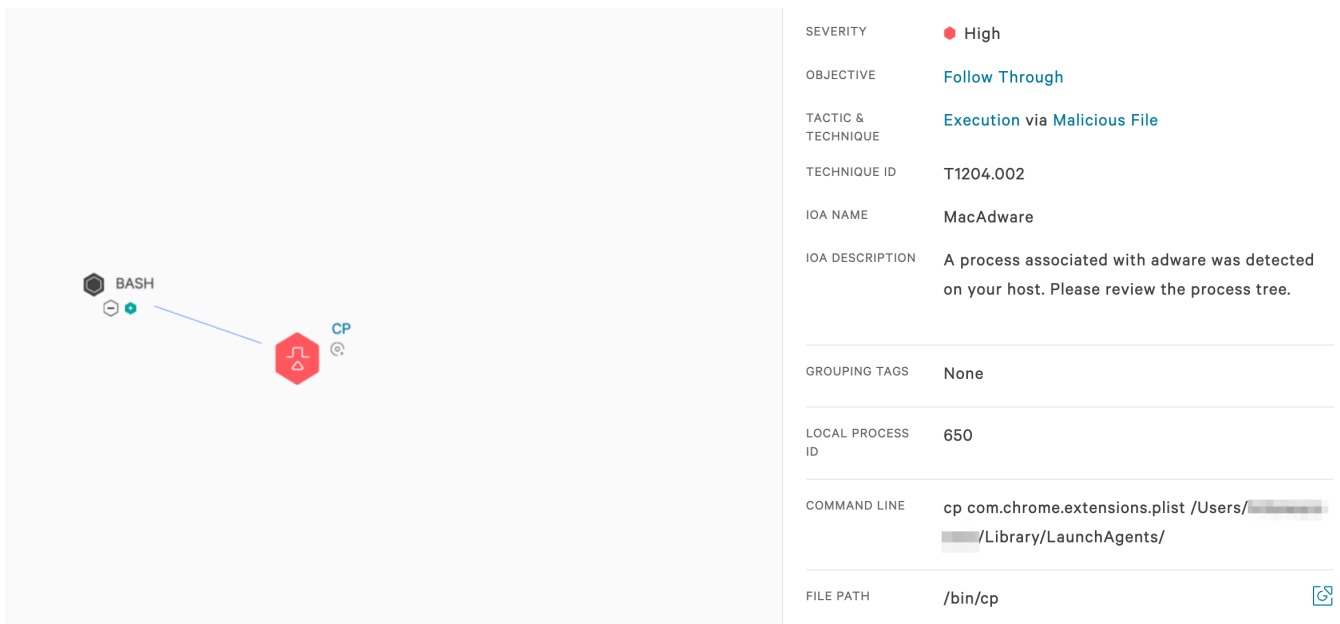 BASH
CP
SEVERITY
High
OBJECTIVE
Follow Through
TACTIC &
TECHNIQUE
Execution via Malicious File
TECHNIQUE ID
T1204.002
IOA NAME
MacAdware
IOA DESCRIPTION
A process associated with adware was detected
on your host. Please review the process tree.
GROUPING TAGS
None
LOCAL PROCESS
ID
650
COMMAND LINE
cp com.chrome.extensions.plist /Users/
/Library/LaunchAgents/
FILE PATH
/bin/cp